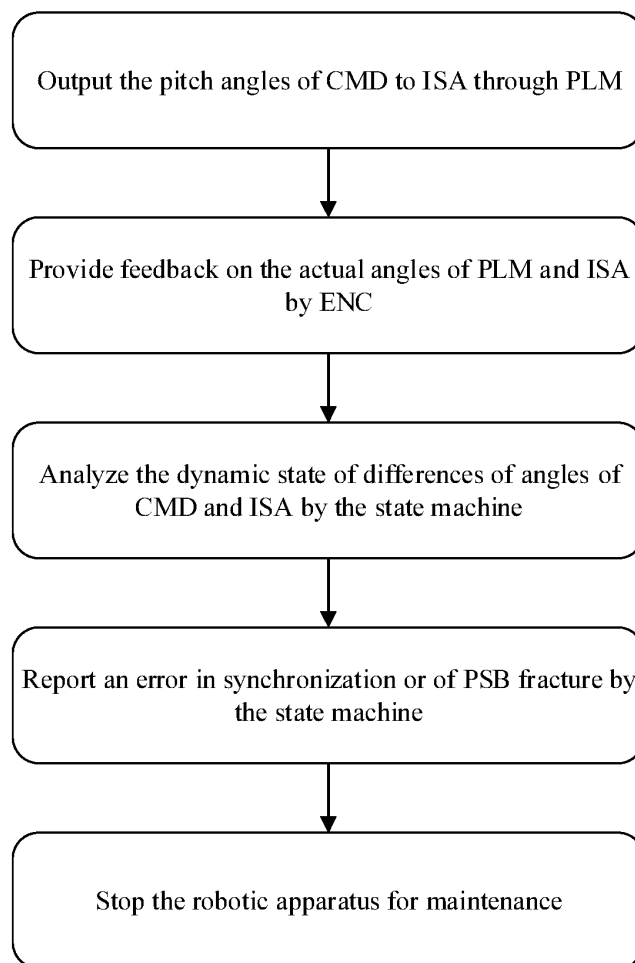 Output the pitch angles of CMD to ISA through PLM
Provide feedback on the actual angles of PLM and ISA
by ENC
Analyze the dynamic state of differences of angles of
CMD and ISA by the state machine
Report an error in synchronization or of PSB fracture by
the state machine
Stop the robotic apparatus for maintenance